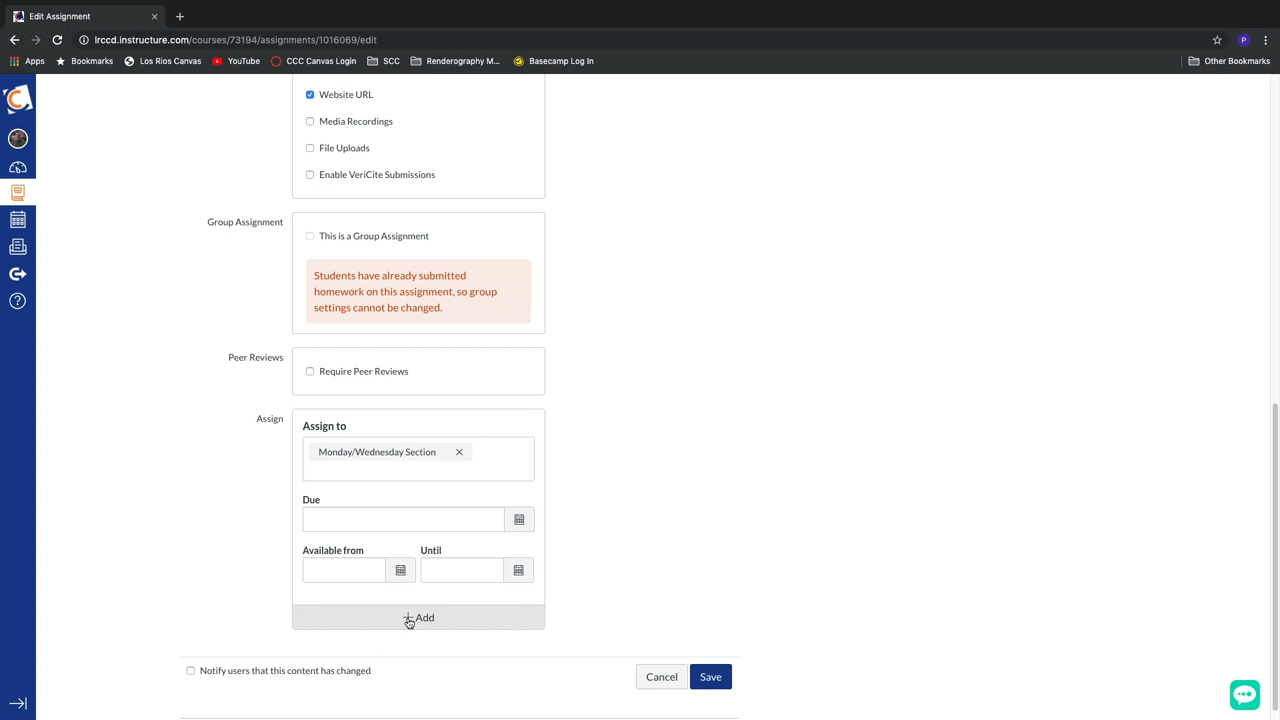 Edit Assignment
lrccd.instructure.com/courses/73194/assignments/1016069/edit
P
Apps
Bookmarks
Los Rios Canvas
YouTube
CCC Canvas Login
SCC
Renderography M...
Basecamp Log In
Other Bookmarks
Website URL
Media Recordings
File Uploads
Enable VeriCite Submissions
Group Assignment
This is a Group Assignment
Students have already submitted
homework on this assignment, so group
settings cannot be changed.
Peer Reviews
Require Peer Reviews
Assign
Assign to
Monday/Wednesday Section
Due
Available from
Until
+ Add
Notify users that this content has changed
Cancel
Save